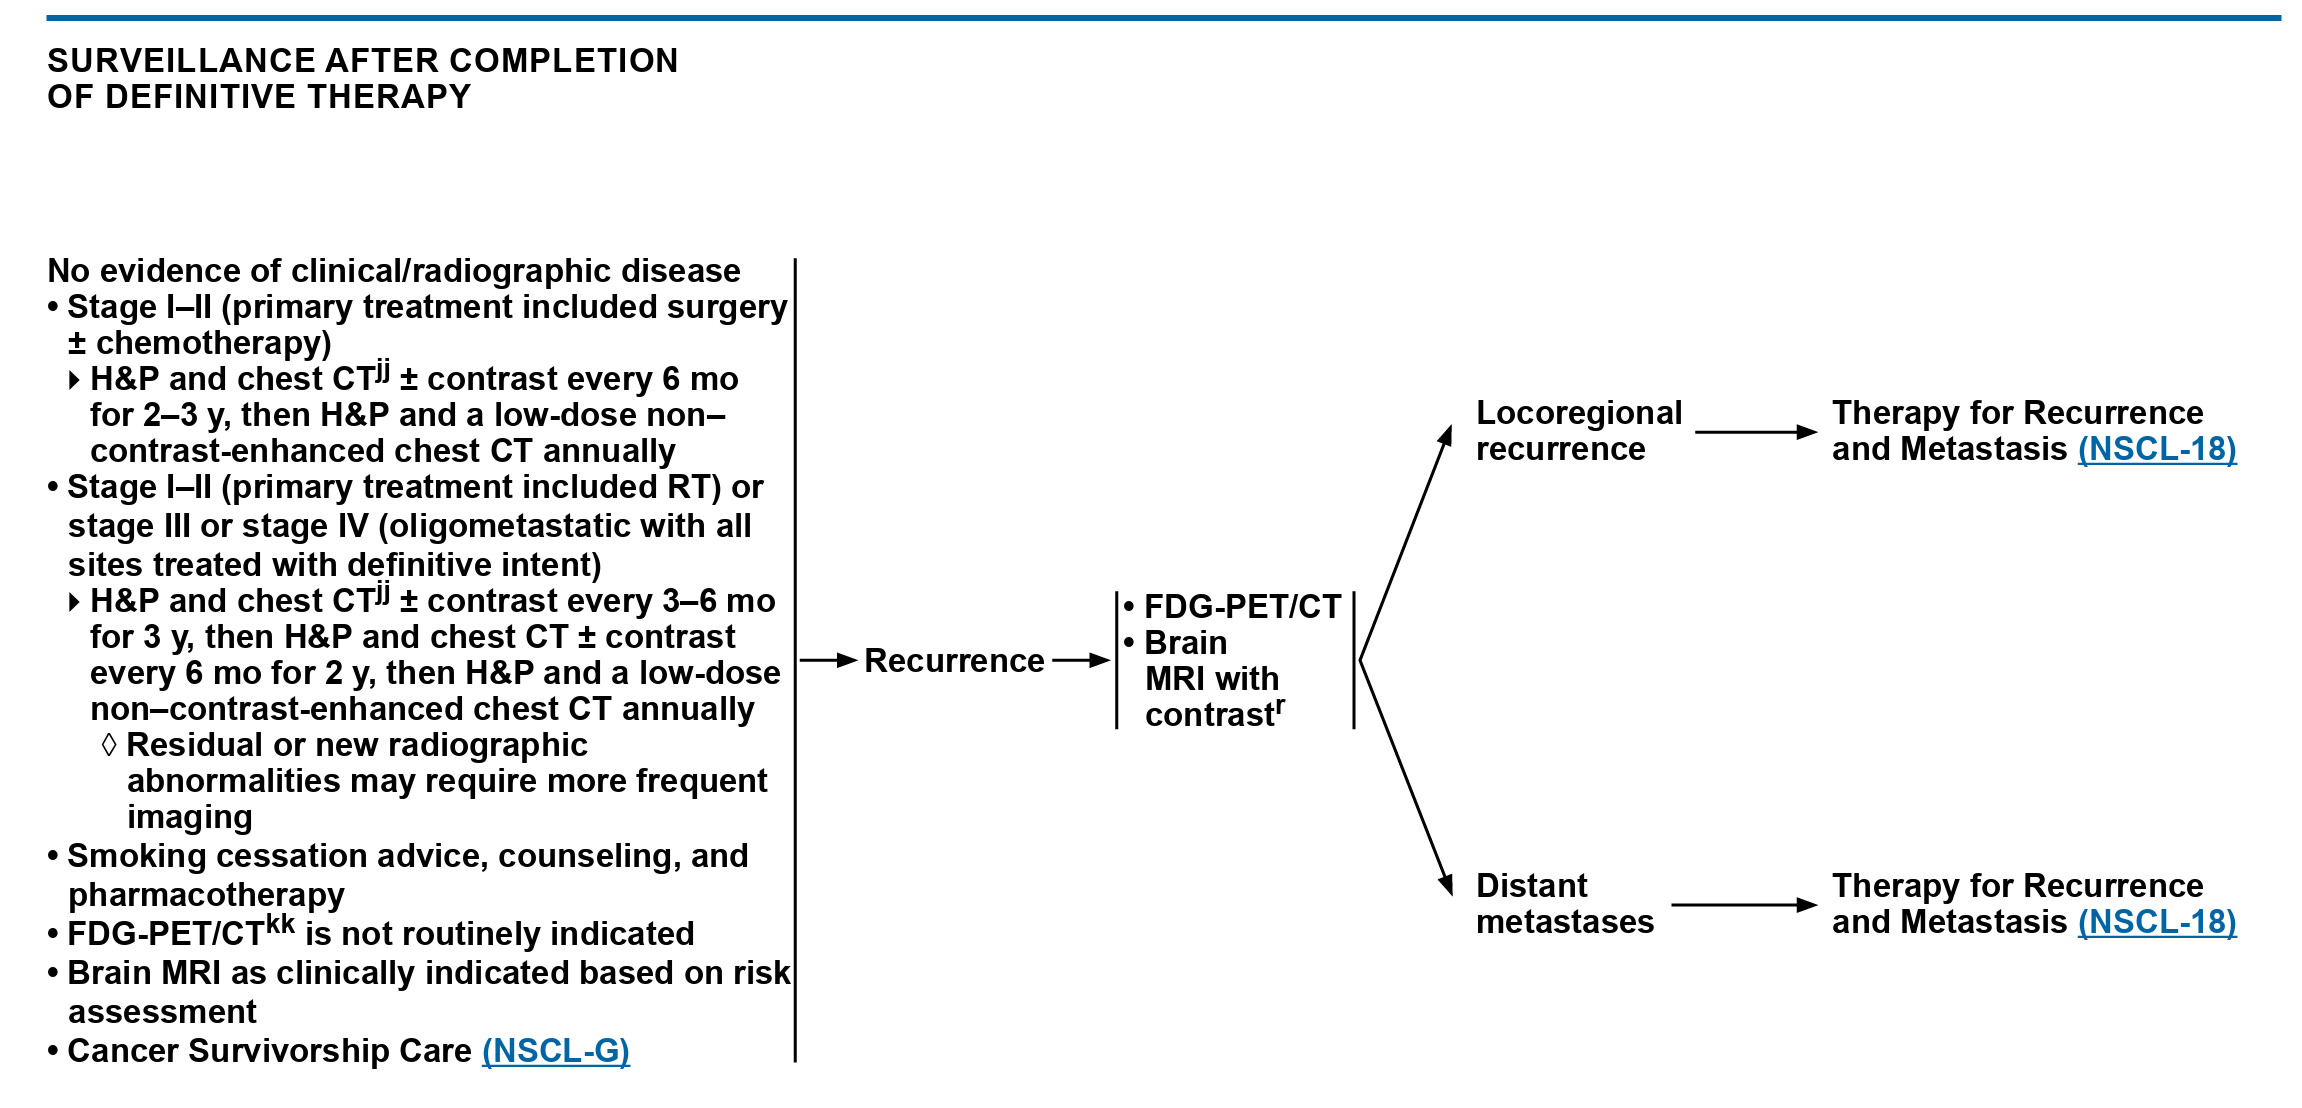 SURVEILLANCE AFTER COMPLETION
OF DEFINITIVE THERAPY
No evidence of clinical/radiographic disease
• Stage I–II (primary treatment included surgery
± chemotherapy)
H&P and chest CTjj ± contrast every 6 mo
for 2–3 y, then H&P and a low-dose non–
contrast-enhanced chest CT annually
• Stage I–II (primary treatment included RT) or
stage III or stage IV (oligometastatic with all
sites treated with definitive intent)
H&P and chest CTjj ± contrast every 3–6 mo
for 3 y, then H&P and chest CT ± contrast
every 6 mo for 2 y, then H&P and a low-dose
non–contrast-enhanced chest CT annually
◊ Residual or new radiographic
abnormalities may require more frequent
imaging
• Smoking cessation advice, counseling, and
pharmacotherapy
• FDG-PET/CTkk is not routinely indicated
• Brain MRI as clinically indicated based on risk
assessment
• Cancer Survivorship Care (NSCL-G)
Recurrence
• FDG-PET/CT
• Brain
MRI with
contrastr
Locoregional
recurrence
Therapy for Recurrence
and Metastasis (NSCL-18)
Distant
metastases
Therapy for Recurrence
and Metastasis (NSCL-18)